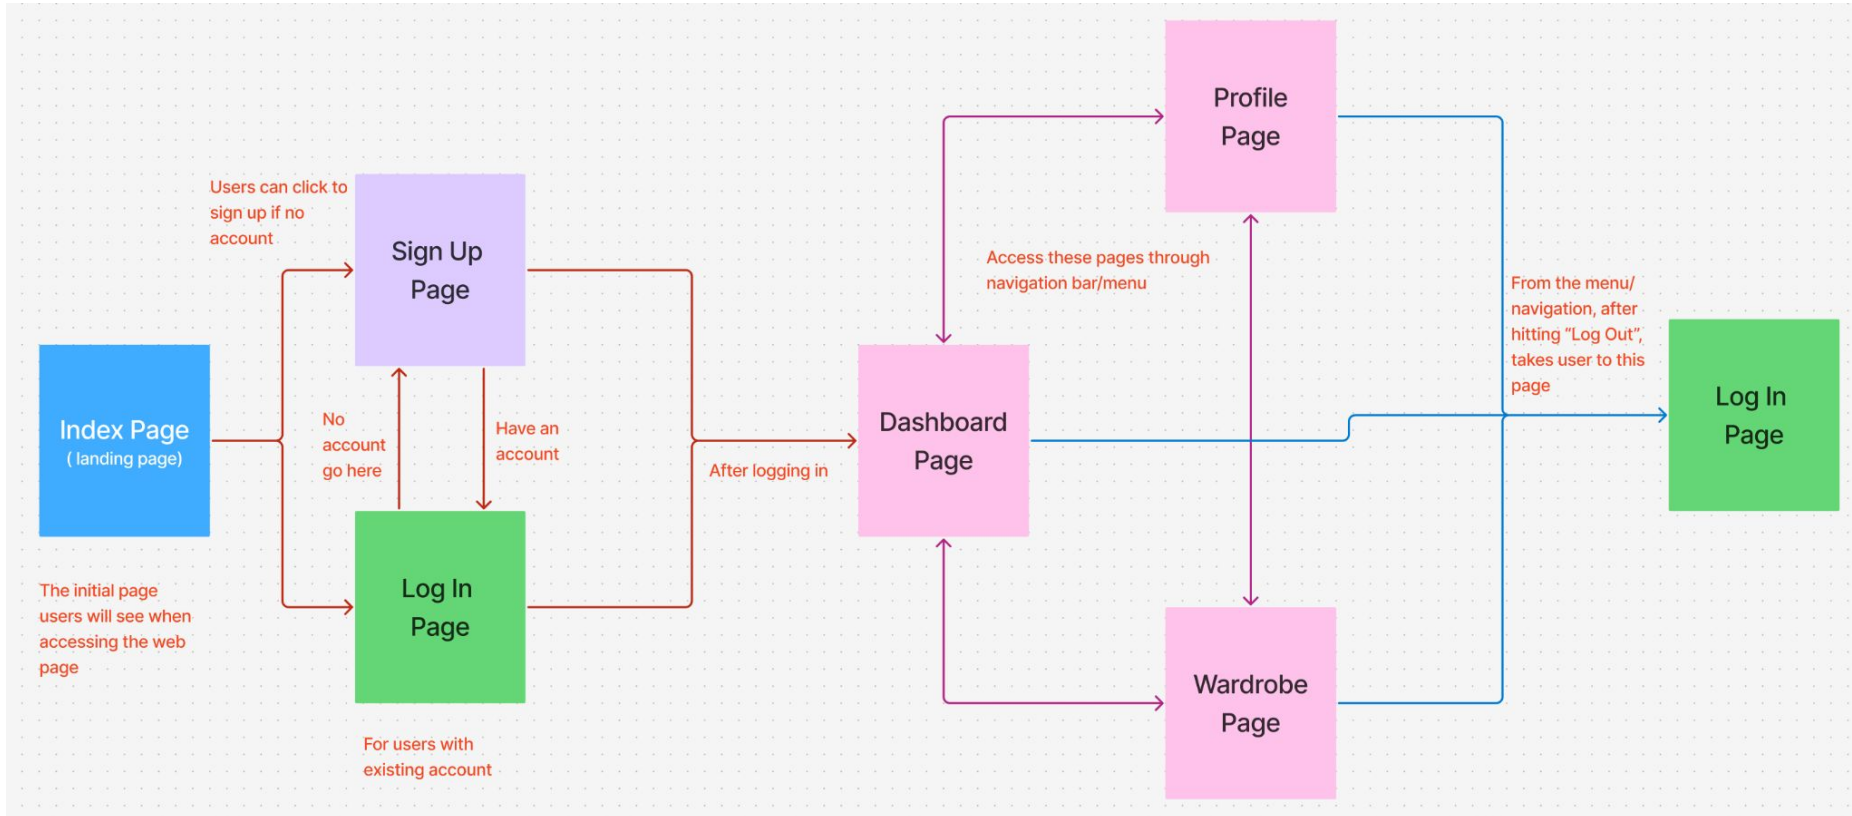 Users can click to
sign up if no
account
Sign Up
Page
Index Page
( landing page)
The initial page
users will see when
accessing the web
page
No
account
go here
Have an
account
Log In
Page
For users with
existing account
After logging in
Dashboard
Page
Profile
Page
Access these pages through
navigation bar/menu
Wardrobe
Page
From the menu/
navigation, after
hitting “Log Out”,
takes user to this
page
Log In
Page